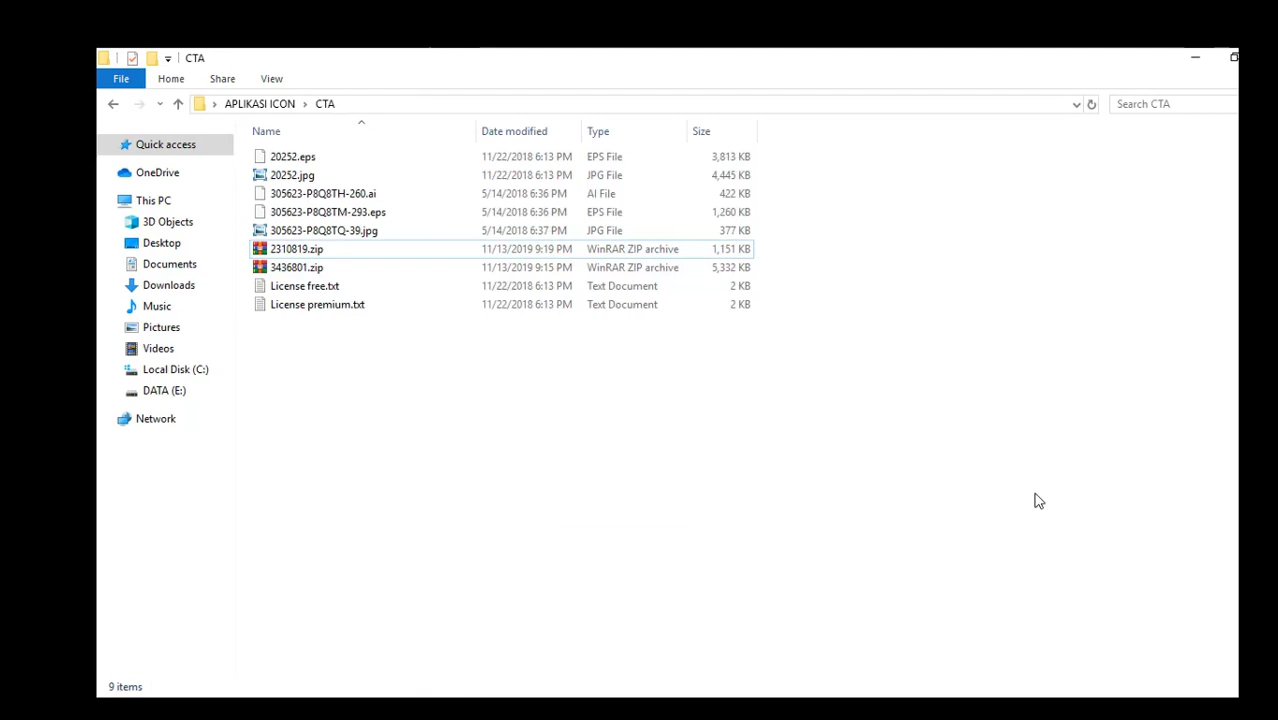 CTA
File Home Share View
APLIKASI ICON CTA Search CTA
Name Date modified Type Size
Quick access
OneDrive
This PC
3D Objects
Desktop
Documents
Downloads
Music
Pictures
Videos
Local Disk (C:)
DATA (E:)
Network
20252.eps 11/22/2018 6:13 PM EPS File 3,813 KB
20252.jpg 11/22/2018 6:13 PM JPG File 4,445 KB
305623-P8Q8TH-260.ai 5/14/2018 6:36 PM AI File 422 KB
305623-P8Q8TM-293.eps 5/14/2018 6:36 PM EPS File 1,260 KB
305623-P8Q8TQ-39.jpg 5/14/2018 6:37 PM JPG File 377 KB
2310819.zip 11/13/2019 9:19 PM WinRAR ZIP archive 1,151 KB
3436801.zip 11/13/2019 9:15 PM WinRAR ZIP archive 5,332 KB
License free.txt 11/22/2018 6:13 PM Text Document 2 KB
License premium.txt 11/22/2018 6:13 PM Text Document 2 KB
9 items